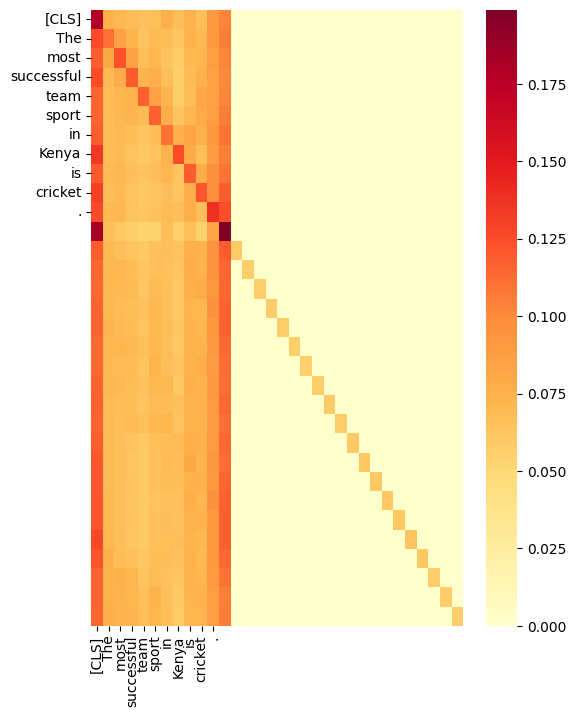 [CLS]
The
most
successful
team
sport
in
Kenya
is
cricket
.
[CLS]
The
most
successful
team
sport
in
Kenya
is
cricket
.
0.175
0.150
0.125
0.100
0.075
0.050
0.025
0.000